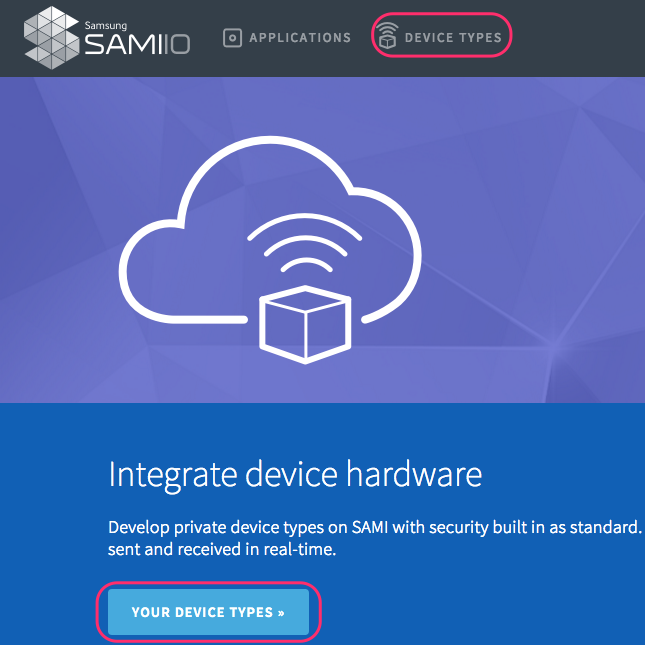 Samsung
SAMIIO
APPLICATIONS
DEVICE TYPES
Integrate device hardware
Develop private device types on SAMI with security built in as standard.
sent and received in real-time.
YOUR DEVICE TYPES »